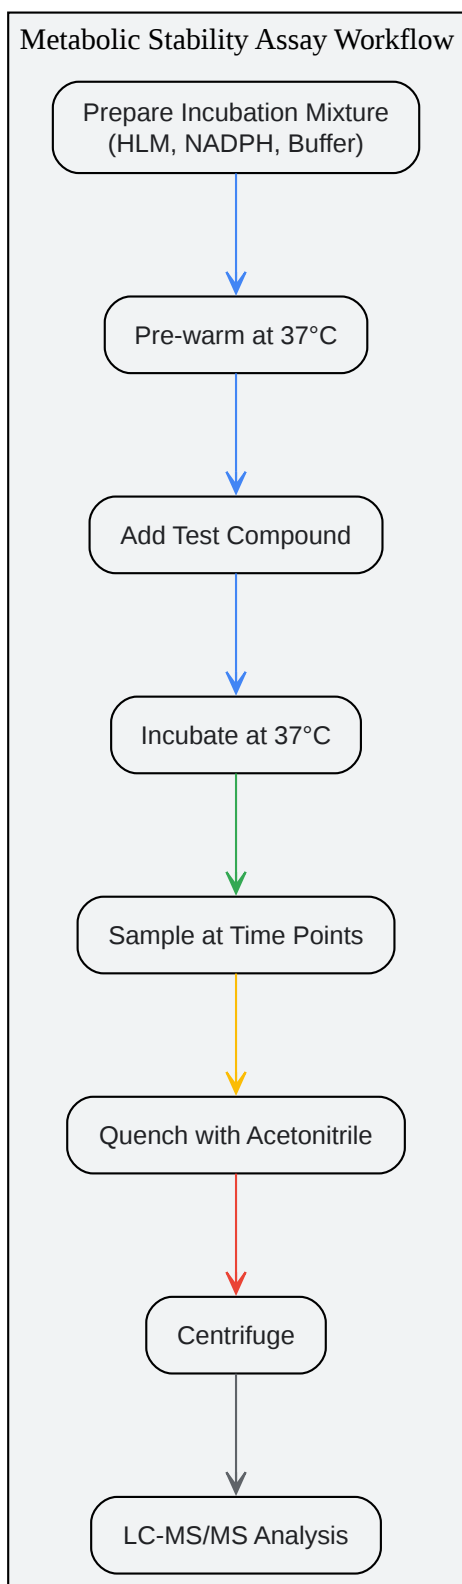 Metabolic Stability Assay Workflow
Prepare Incubation Mixture
(HLM, NADPH, Buffer)
Pre-warm at 37°C
Add Test Compound
Incubate at 37°C
Sample at Time Points
Quench with Acetonitrile
Centrifuge
LC-MS/MS Analysis